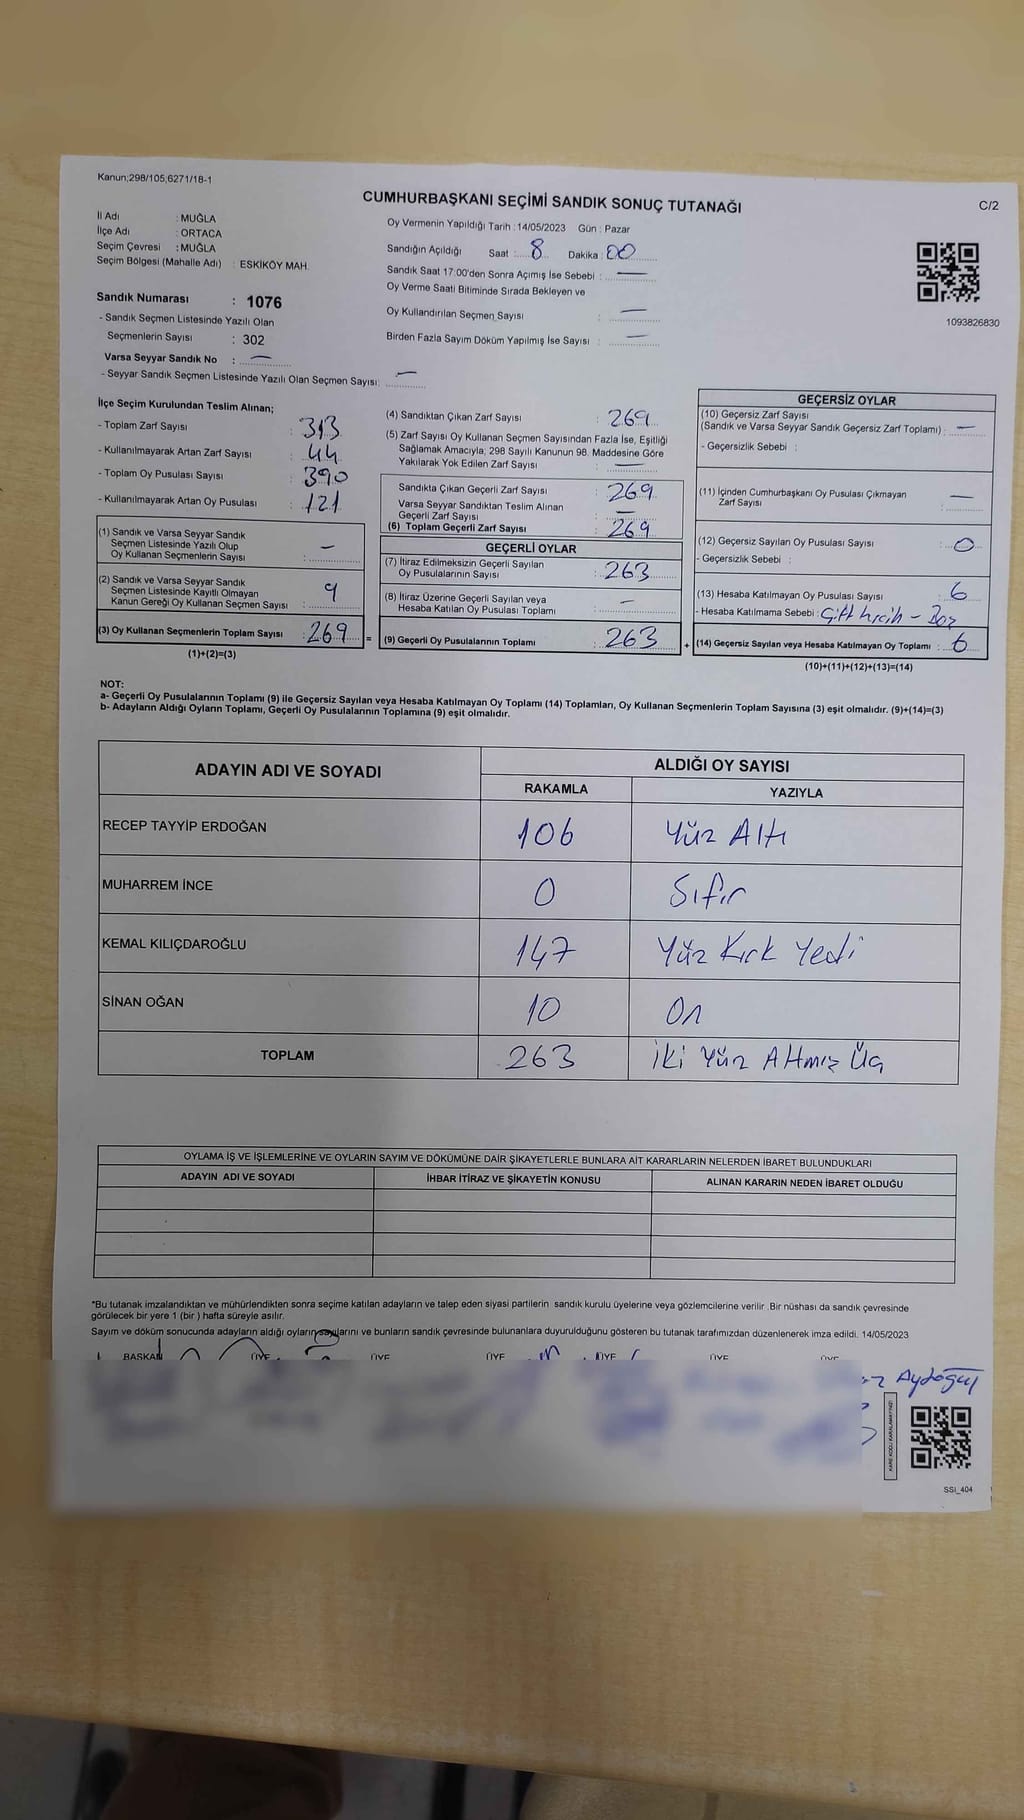 Kanun;298/105,6271/18-1
CUMHURBAŞKANI SEÇİMİ SANDIK SONUÇ TUTANAĞI
C/2
İl Adı : MUĞLA
İlçe Adı : ORTACA
Seçim Çevresi : MUĞLA
Seçim Bölgesi (Mahalle Adı) : ESKİKÖY MAH.
Sandık Numarası : 1076
- Sandık Seçmen Listesinde Yazılı Olan
Seçmenlerin Sayısı : 302
Varsa Seyyar Sandık No : —
- Seyyar Sandık Seçmen Listesinde Yazılı Olan Seçmen Sayısı: —
Oy Vermenin Yapıldığı Tarih : 14/05/2023 Gün : Pazar
Sandığın Açıldığı Saat : 8 Dakika : 00
Sandık Saat 17:00'den Sonra Açımış İse Sebebi : —
Oy Verme Saati Bitiminde Sırada Bekleyen ve
Oy Kullandırılan Seçmen Sayısı : —
Birden Fazla Sayım Döküm Yapılmış İse Sayısı : —
1093826830
İlçe Seçim Kurulundan Teslim Alınan;
- Toplam Zarf Sayısı : 313
- Kullanılmayarak Artan Zarf Sayısı : 44
- Toplam Oy Pusulası Sayısı : 390
- Kullanılmayarak Artan Oy Pusulası : 121
(1) Sandık ve Varsa Seyyar Sandık
Seçmen Listesinde Yazılı Olup
Oy Kullanan Seçmenlerin Sayısı : —
(2) Sandık ve Varsa Seyyar Sandık
Seçmen Listesinde Kayıtlı Olmayan
Kanun Gereği Oy Kullanan Seçmen Sayısı : 9
(3) Oy Kullanan Seçmenlerin Toplam Sayısı : 269 =
(1)+(2)=(3)
(4) Sandıktan Çıkan Zarf Sayısı : 269
(5) Zarf Sayısı Oy Kullanan Seçmen Sayısından Fazla İse, Eşitliği
Sağlamak Amacıyla; 298 Sayılı Kanunun 98. Maddesine Göre
Yakılarak Yok Edilen Zarf Sayısı : —
Sandıkta Çıkan Geçerli Zarf Sayısı : 269
Varsa Seyyar Sandıktan Teslim Alınan
Geçerli Zarf Sayısı : —
(6) Toplam Geçerli Zarf Sayısı : 269
GEÇERLİ OYLAR
(7) İtiraz Edilmeksizin Geçerli Sayılan
Oy Pusulalarının Sayısı : 263
(8) İtiraz Üzerine Geçerli Sayılan veya
Hesaba Katılan Oy Pusulası Toplamı : —
(9) Geçerli Oy Pusulalarının Toplamı : 263 +
GEÇERSİZ OYLAR
(10) Geçersiz Zarf Sayısı
(Sandık ve Varsa Seyyar Sandık Geçersiz Zarf Toplamı) : —
- Geçersizlik Sebebi :
(11) İçinden Cumhurbaşkanı Oy Pusulası Çıkmayan
Zarf Sayısı : —
(12) Geçersiz Sayılan Oy Pusulası Sayısı : 0
- Geçersizlik Sebebi :
(13) Hesaba Katılmayan Oy Pusulası Sayısı : 6
- Hesaba Katılmama Sebebi : Çift tercih - Boş
(14) Geçersiz Sayılan veya Hesaba Katılmayan Oy Toplamı : 6
(10)+(11)+(12)+(13)=(14)
NOT:
a- Geçerli Oy Pusulalarının Toplamı (9) ile Geçersiz Sayılan veya Hesaba Katılmayan Oy Toplamı (14) Toplamları, Oy Kullanan Seçmenlerin Toplam Sayısına (3) eşit olmalıdır. (9)+(14)=(3)
b- Adayların Aldığı Oyların Toplamı, Geçerli Oy Pusulalarının Toplamına (9) eşit olmalıdır.
ADAYIN ADI VE SOYADI ALDIĞI OY SAYISI
RAKAMLA YAZIYLA
RECEP TAYYİP ERDOĞAN 106 Yüz Altı
MUHARREM İNCE 0 Sıfır
KEMAL KILIÇDAROĞLU 147 Yüz Kırk Yedi
SİNAN OĞAN 10 On
TOPLAM 263 İki Yüz Altmış Üç
OYLAMA İŞ VE İŞLEMLERİNE VE OYLARIN SAYIM VE DÖKÜMÜNE DAİR ŞİKAYETLERLE BUNLARA AİT KARARLARIN NELERDEN İBARET BULUNDUKLARI
ADAYIN ADI VE SOYADI İHBAR İTİRAZ VE ŞİKAYETİN KONUSU ALINAN KARARIN NEDEN İBARET OLDUĞU
*Bu tutanak imzalandıktan ve mühürlendikten sonra seçime katılan adayların ve talep eden siyasi partilerin sandık kurulu üyelerine veya gözlemcilerine verilir. Bir nüshası da sandık çevresinde
görülecek bir yere 1 (bir ) hafta süreyle asılır.
Sayım ve döküm sonucunda adayların aldığı oyların sayılarını ve bunların sandık çevresinde bulunanlara duyurulduğunu gösteren bu tutanak tarafımızdan düzenlenerek imza edildi. 14/05/2023
BAŞKAN ÜYE ÜYE ÜYE ÜYE ÜYE ÜYE
Aydoğul
SSI_404